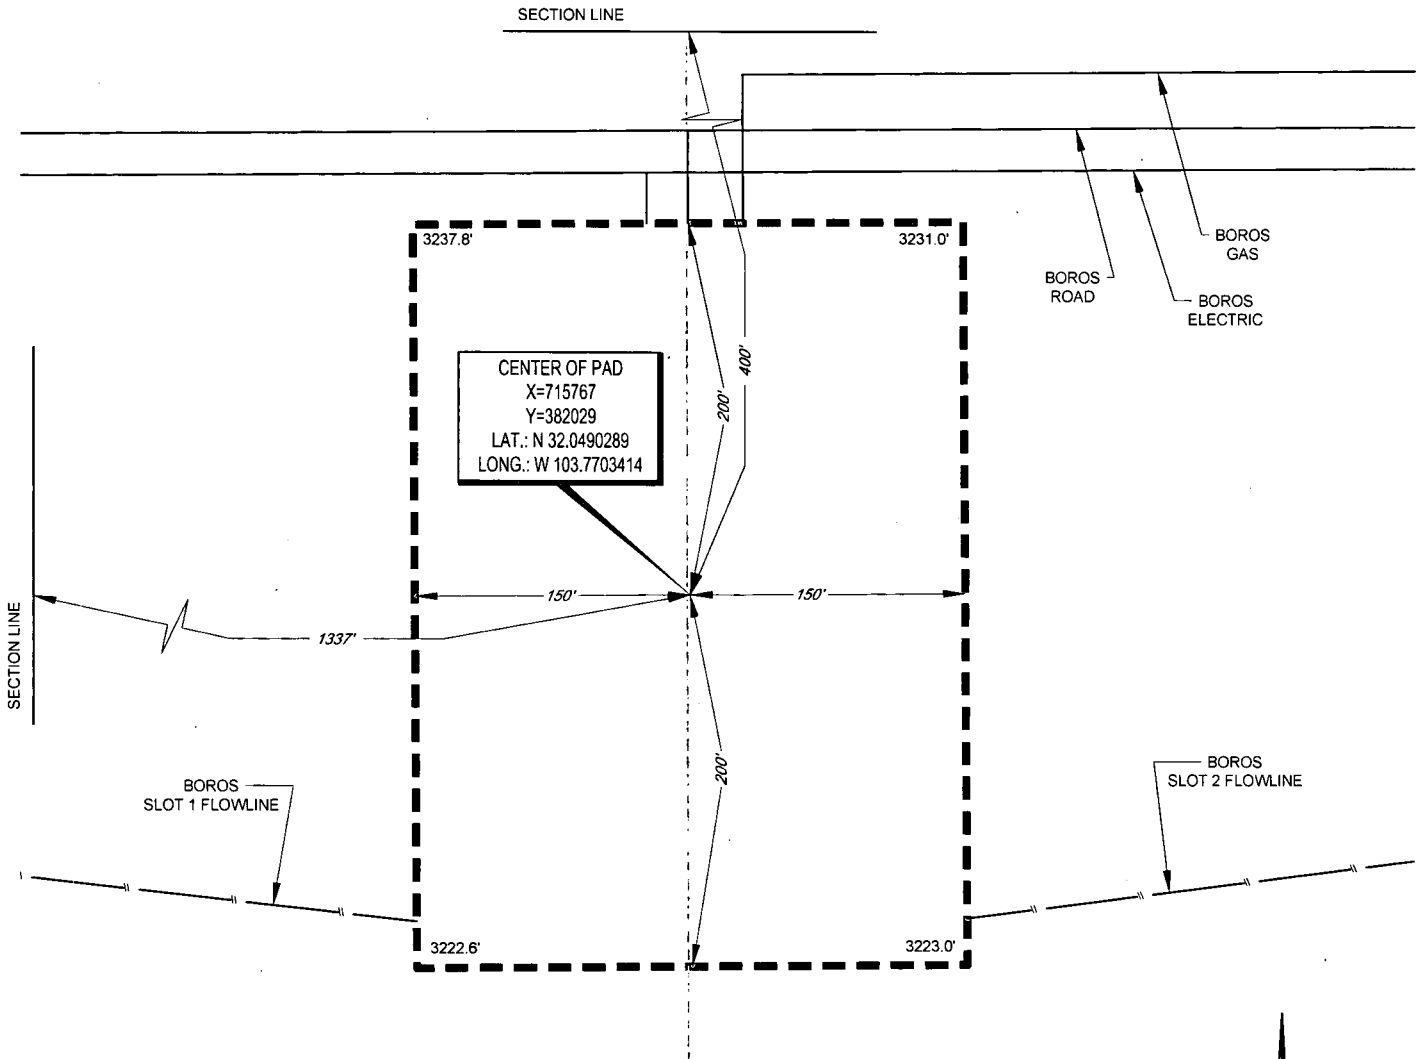 SECTION LINE
3237.8'
3231.0'
BOROS
GAS
BOROS
ROAD
BOROS
ELECTRIC
CENTER OF PAD
X=715767
Y=382029
LAT.: N 32.0490289
LONG.: W 103.7703414
400'
200'
150'
150'
1337'
SECTION LINE
200'
BOROS
SLOT 1 FLOWLINE
BOROS
SLOT 2 FLOWLINE
3222.6'
3223.0'